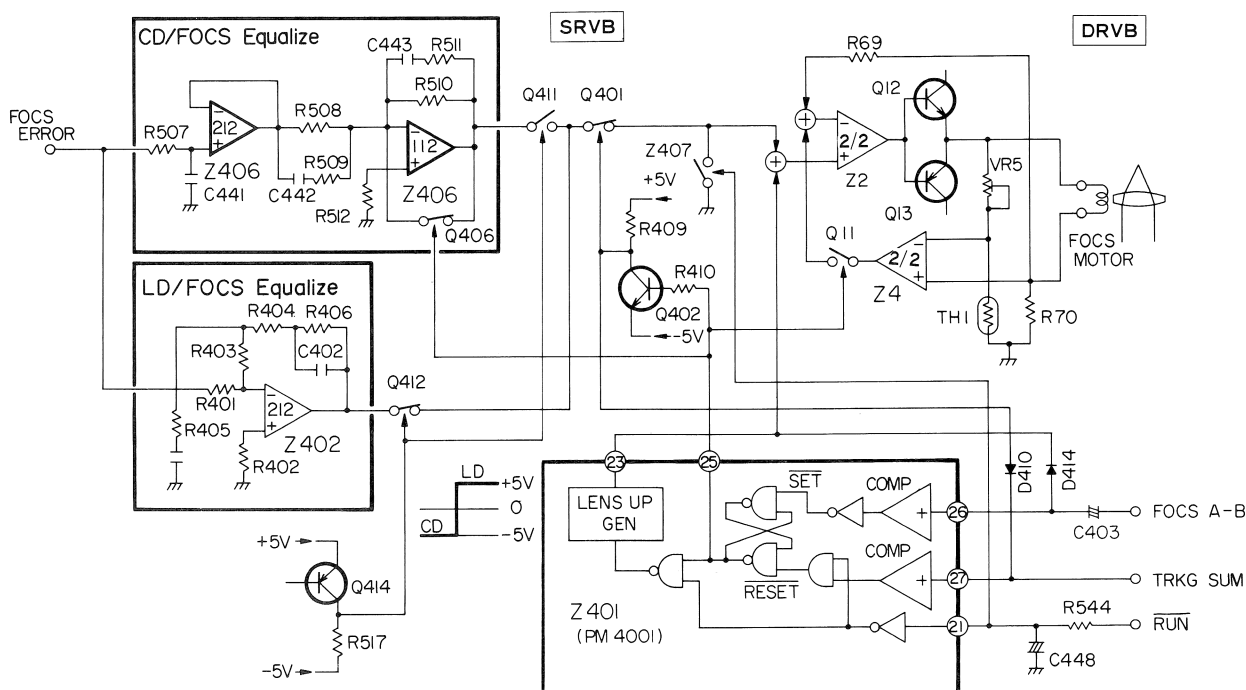 CD/FOCS Equalize
SRVB
DRVB
FOCS
ERROR
R507
C441
212
Z406
R508
C442
R509
C443
R511
R510
112
Z406
R512
Q406
Q411
Q401
Z407
+5V
R409
R410
Q402
-5V
R69
2/2
Z2
Q12
Q13
VR5
FOCS
MOTOR
Q11
2/2
Z4
TH1
R70
LD/FOCS Equalize
R404
R406
R403
C402
R401
R405
212
Z402
R402
Q412
LD
+5V
0
CD
-5V
+5V
Q414
R517
-5V
23
25
LENS UP
GEN
SET
COMP
26
COMP
27
RESET
21
Z401
(PM 4001)
D410
D414
C403
FOCS A-B
TRKG SUM
R544
RUN
C448